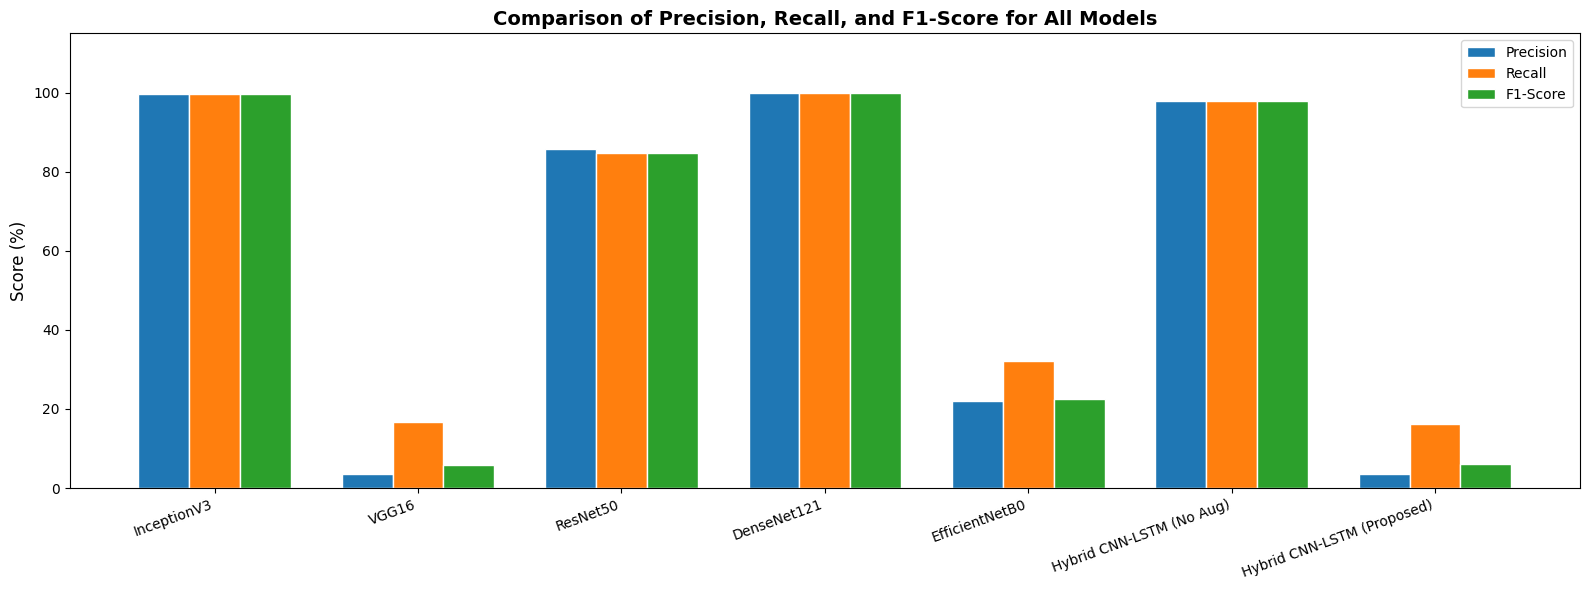 Comparison of Precision, Recall, and F1-Score for All Models
Precision
Recall
F1-Score
Score (%)
100
80
60
40
20
0
InceptionV3
VGG16
ResNet50
DenseNet121
EfficientNetB0
Hybrid CNN-LSTM (No Aug)
Hybrid CNN-LSTM (Proposed)